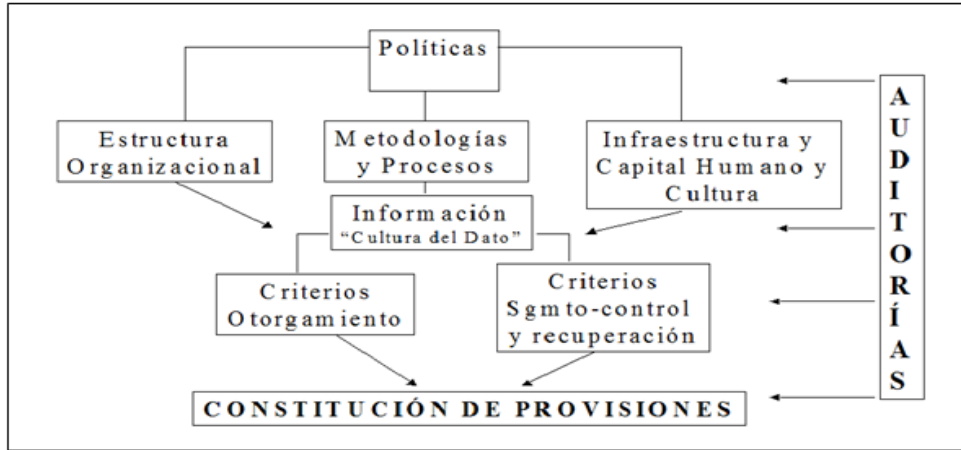 Políticas
Estructura
Organizacional
Metodologías
y Procesos
Infraestructura y
Capital Humano y
Cultura
Información
“Cultura del Dato”
Criterios
Otorgamiento
Criterios
Sgmto-control
y recuperación
CONSTITUCIÓN DE PROVISIONES
AUDITORÍAS